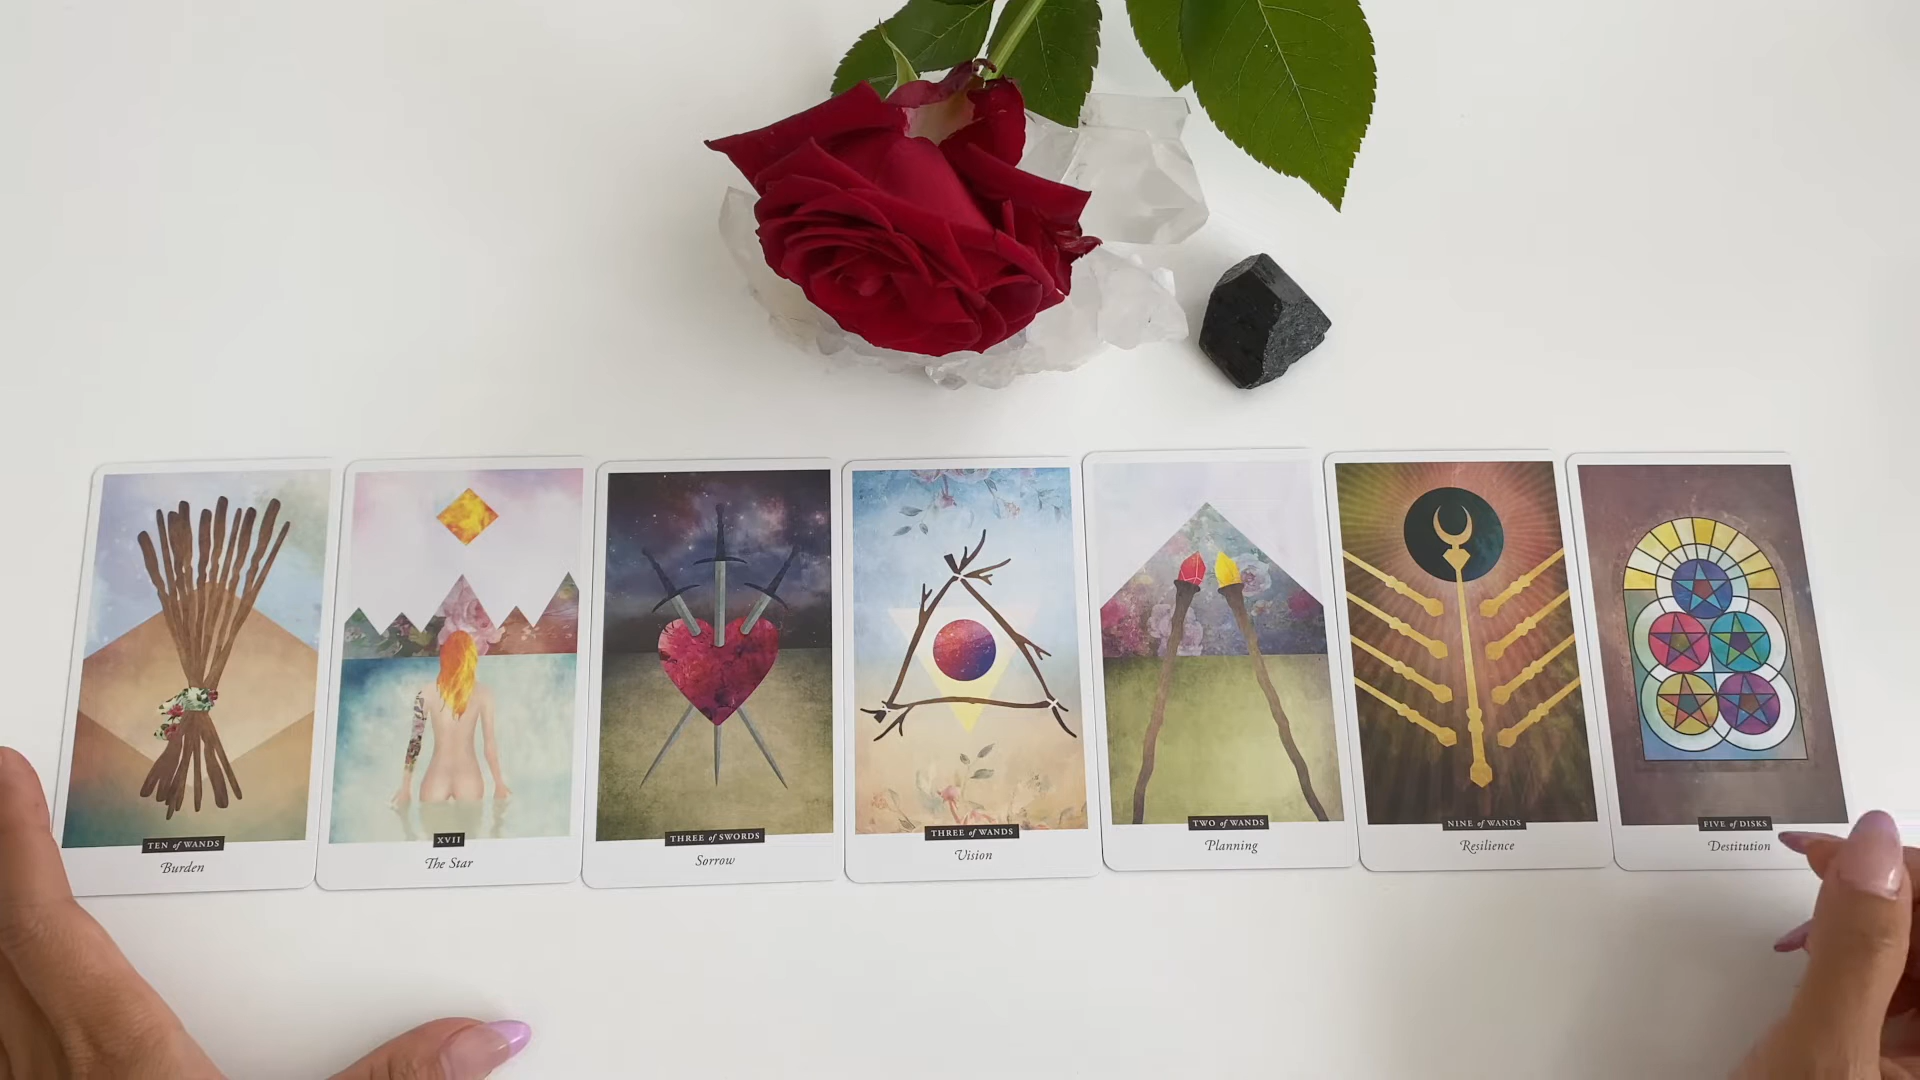 TEN of WANDS
Burden
XVII
The Star
THREE of SWORDS
Sorrow
THREE of WANDS
Vision
TWO of WANDS
Planning
NINE of WANDS
Resilience
FIVE of DISKS
Destitution